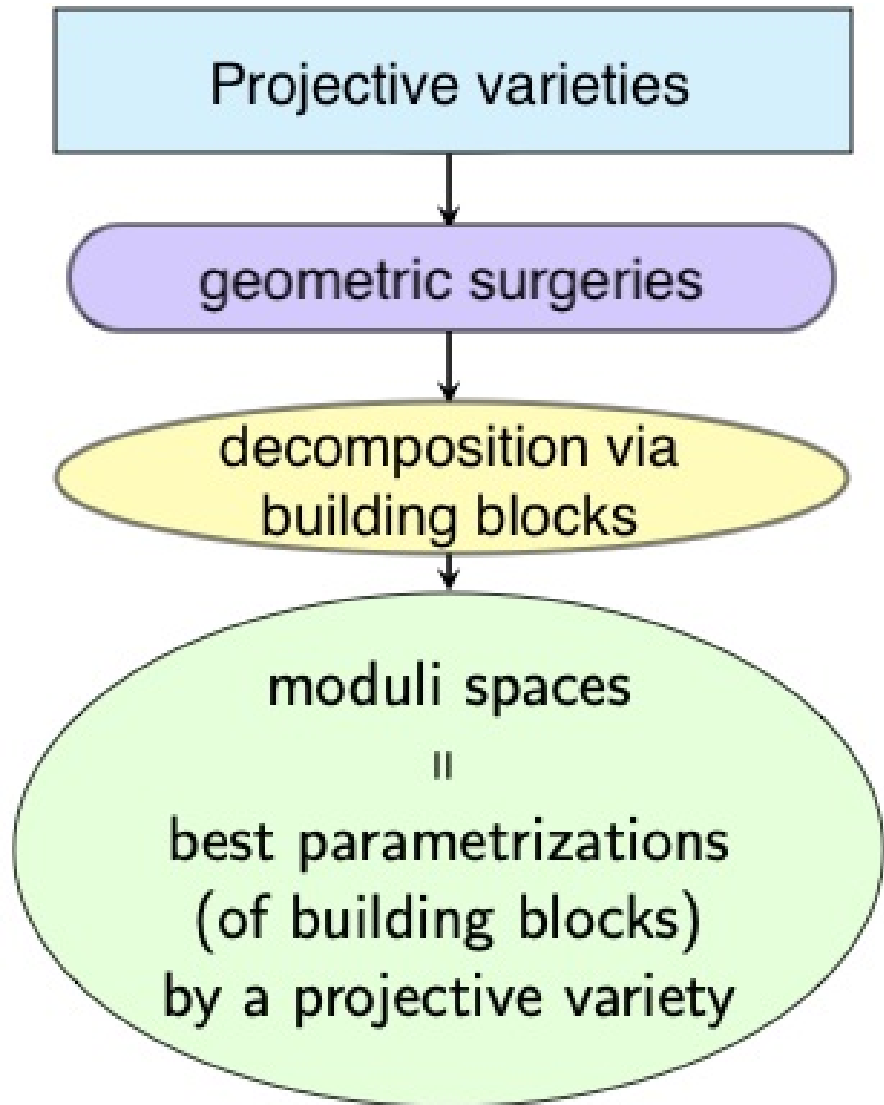 Projective varieties
geometric surgeries
decomposition via
building blocks
moduli spaces
=
best parametrizations
(of building blocks)
by a projective variety